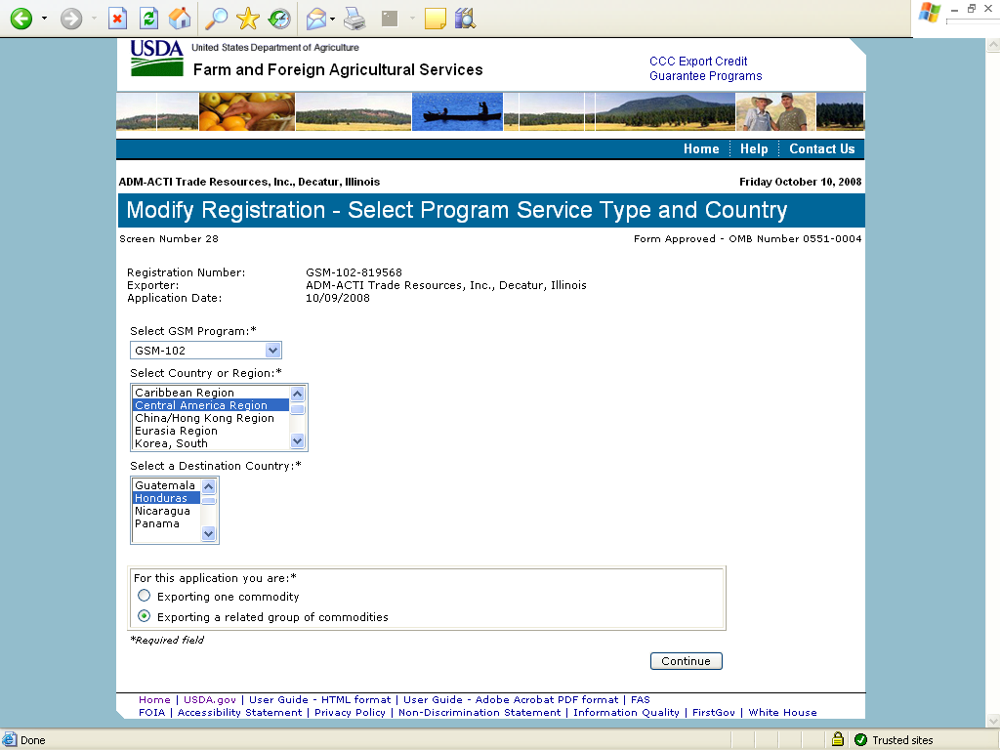 USDA United States Department of Agriculture
Farm and Foreign Agricultural Services
CCC Export Credit
Guarantee Programs
Home Help Contact Us
ADM-ACTI Trade Resources, Inc., Decatur, Illinois Friday October 10, 2008
Modify Registration - Select Program Service Type and Country
Screen Number 28 Form Approved - OMB Number 0551-0004
Registration Number: GSM-102-819568
Exporter: ADM-ACTI Trade Resources, Inc., Decatur, Illinois
Application Date: 10/09/2008
Select GSM Program:*
GSM-102
Select Country or Region:*
Caribbean Region
Central America Region
China/Hong Kong Region
Eurasia Region
Korea, South
Select a Destination Country:*
Guatemala
Honduras
Nicaragua
Panama
For this application you are:*
Exporting one commodity
Exporting a related group of commodities
*Required field
Continue
Home | USDA.gov | User Guide - HTML format | User Guide - Adobe Acrobat PDF format | FAS
FOIA | Accessibility Statement | Privacy Policy | Non-Discrimination Statement | Information Quality | FirstGov | White House
Done Trusted sites